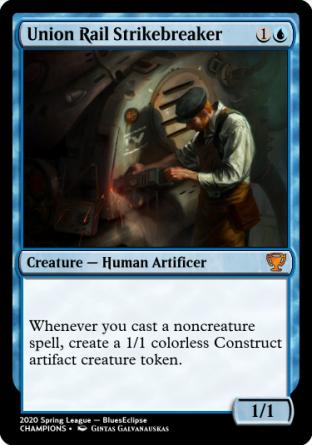 Union Rail Strikebreaker 1
Creature — Human Artificer
Whenever you cast a noncreature
spell, create a 1/1 colorless Construct
artifact creature token.
1/1
2020 Spring League — BluesEclipse
CHAMPIONS • Gintas Galvanauskas